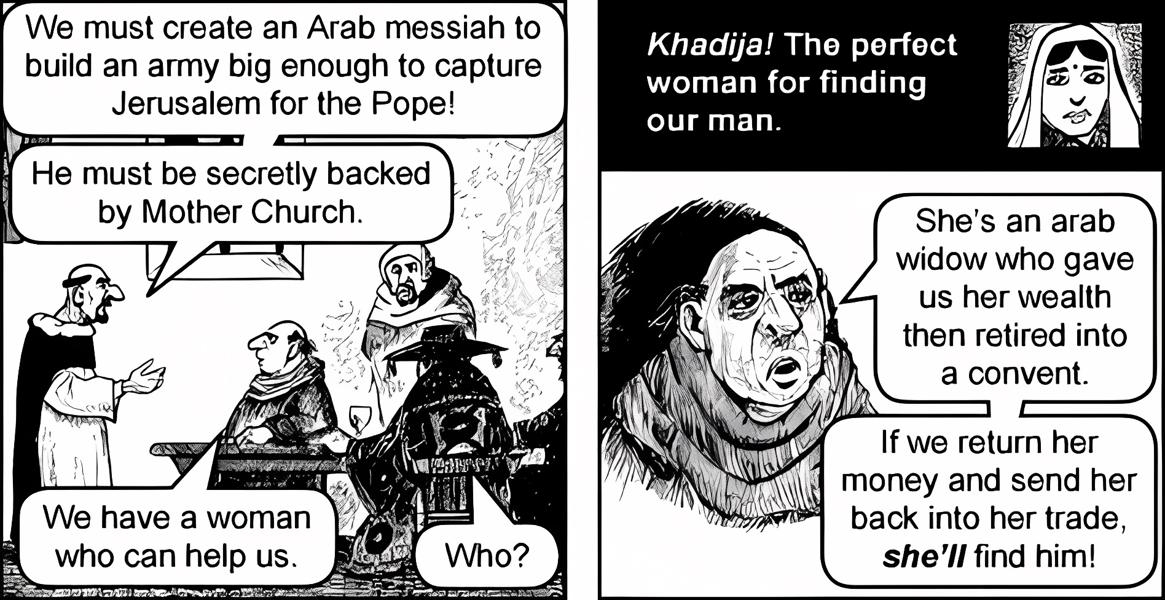 We must create an Arab messiah to
build an army big enough to capture
Jerusalem for the Pope!
He must be secretly backed
by Mother Church.
We have a woman
who can help us.
Who?
Khadija! The perfect
woman for finding
our man.
She's an arab
widow who gave
us her wealth
then retired into
a convent.
If we return her
money and send her
back into her trade,
she'll find him!